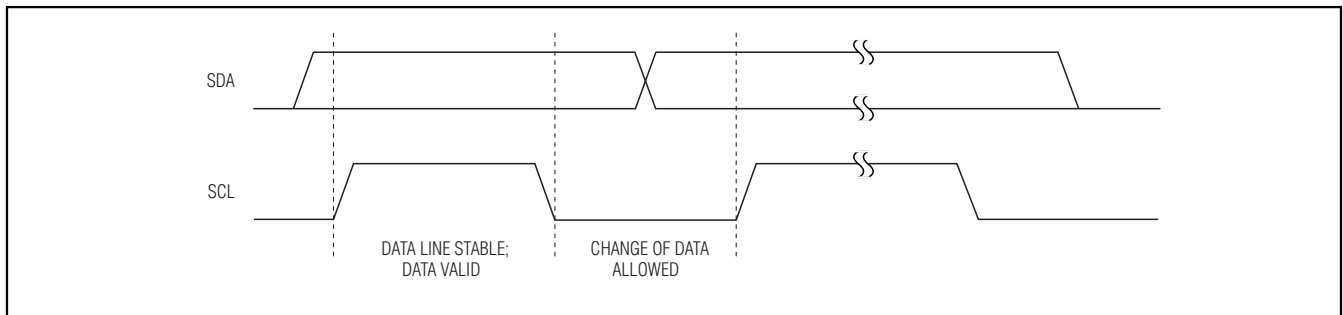 SDA
SCL
DATA LINE STABLE;
DATA VALID
CHANGE OF DATA
ALLOWED